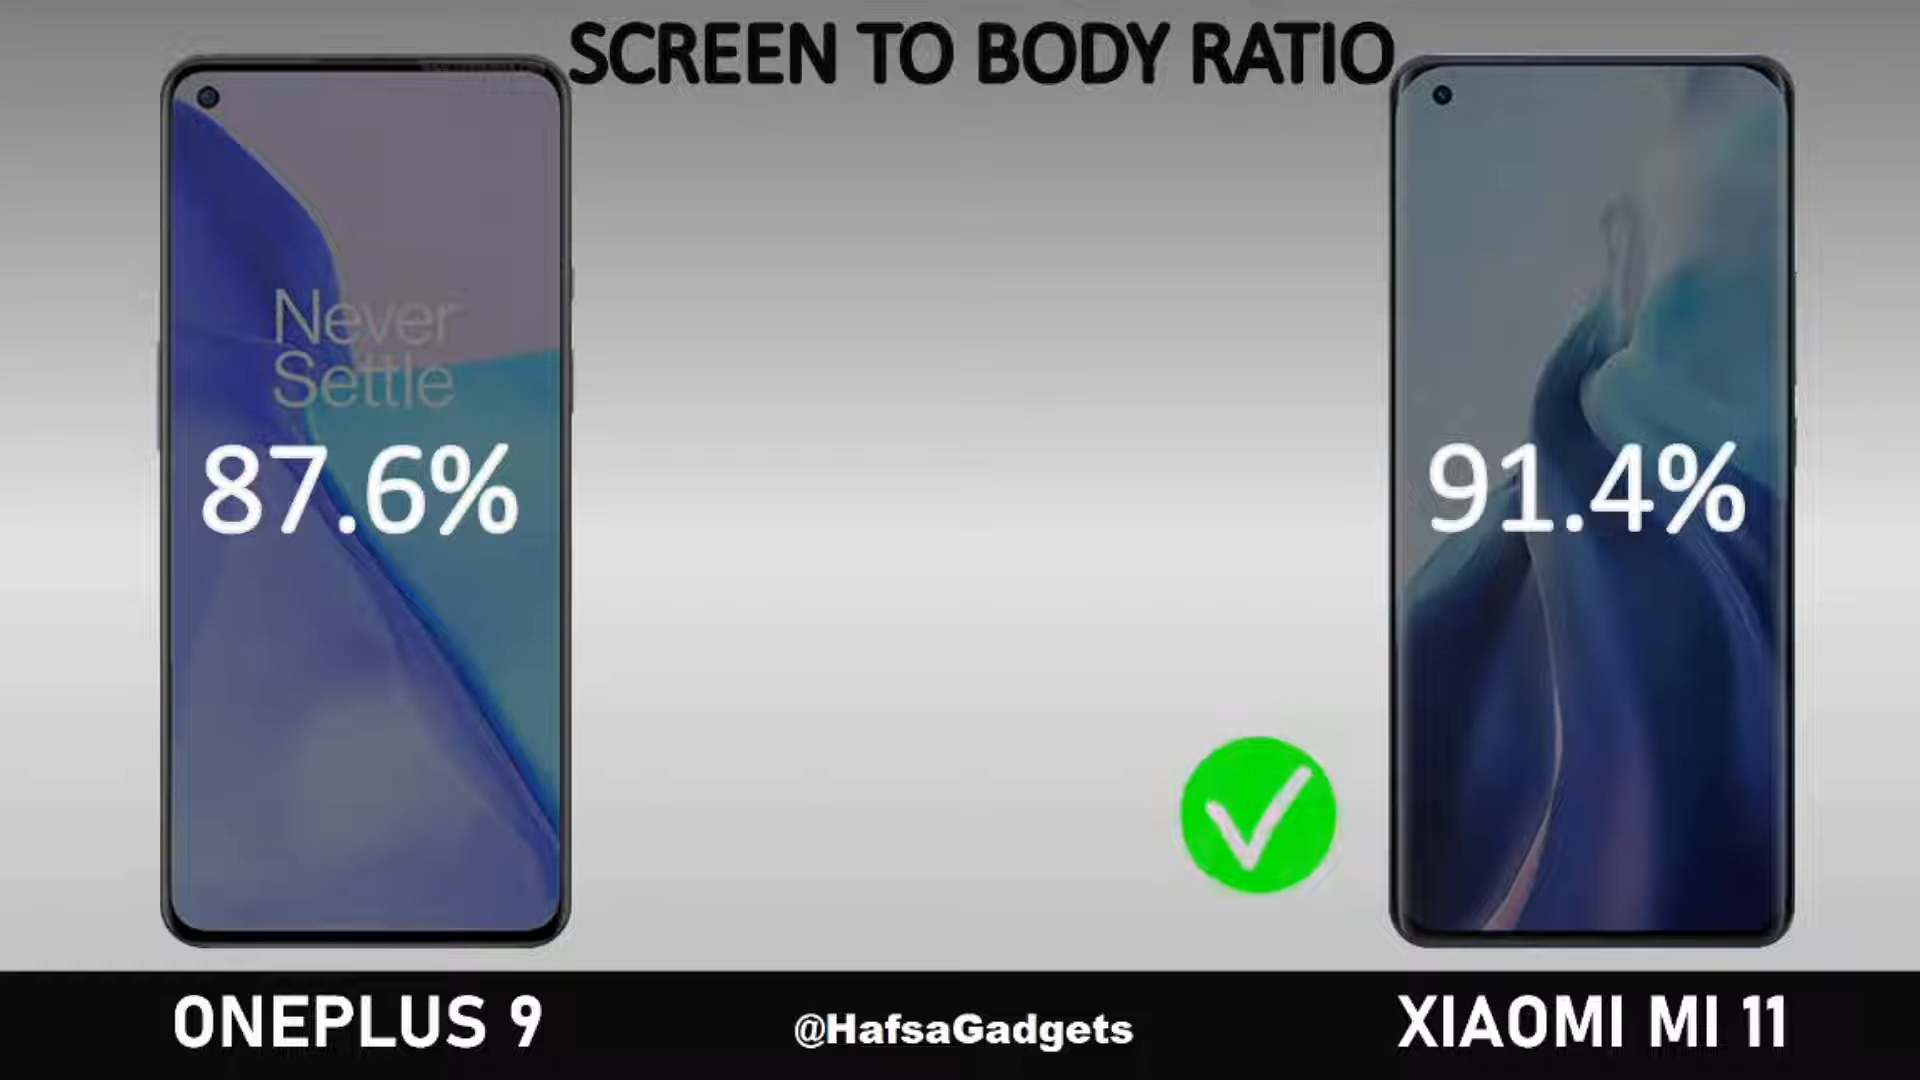 SCREEN TO BODY RATIO
Never
Settle
87.6%
91.4%
ONEPLUS 9
@HafsaGadgets
XIAOMI MI 11